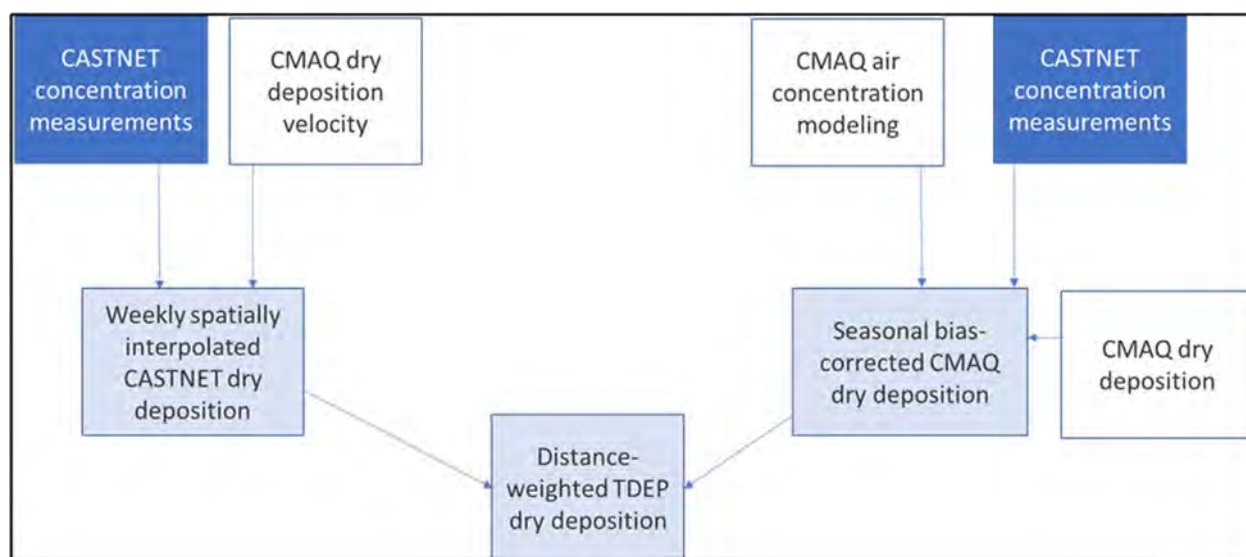 CASTNET
concentration
measurements
CMAQ dry
deposition
velocity
CMAQ air
concentration
modeling
CASTNET
concentration
measurements
Weekly spatially
interpolated
CASTNET dry
deposition
Seasonal bias-
corrected CMAQ
dry deposition
CMAQ dry
deposition
Distance-
weighted TDEP
dry deposition